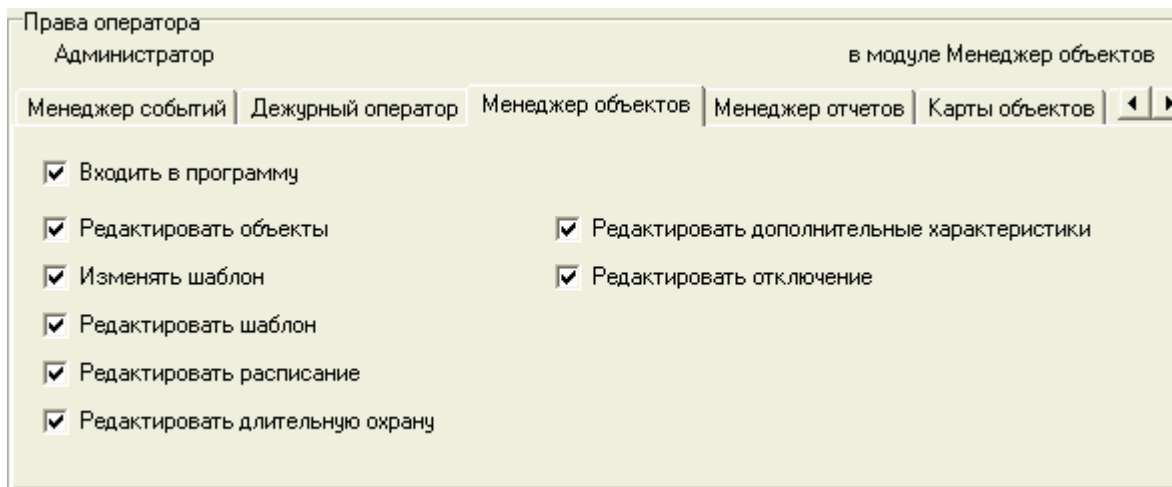 Права оператора
Администратор в модуле Менеджер объектов
Менеджер событий Дежурный оператор Менеджер объектов Менеджер отчетов Карты объектов
Входить в программу
Редактировать объекты Редактировать дополнительные характеристики
Изменять шаблон Редактировать отключение
Редактировать шаблон
Редактировать расписание
Редактировать длительную охрану